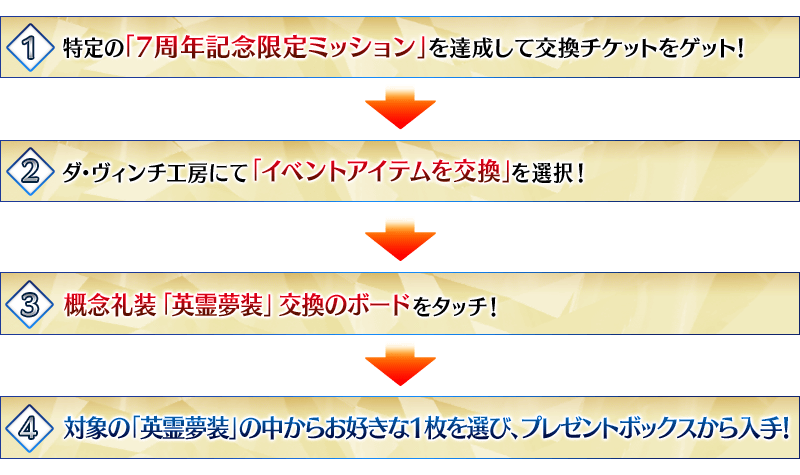 1 特定の「7周年記念限定ミッション」を達成して交換チケットをゲット!
2 ダ・ヴィンチ工房にて「イベントアイテムを交換」を選択!
3 概念礼装「英霊夢装」交換のボードをタッチ!
4 対象の「英霊夢装」の中からお好きな1枚を選び、プレゼントボックスから入手!